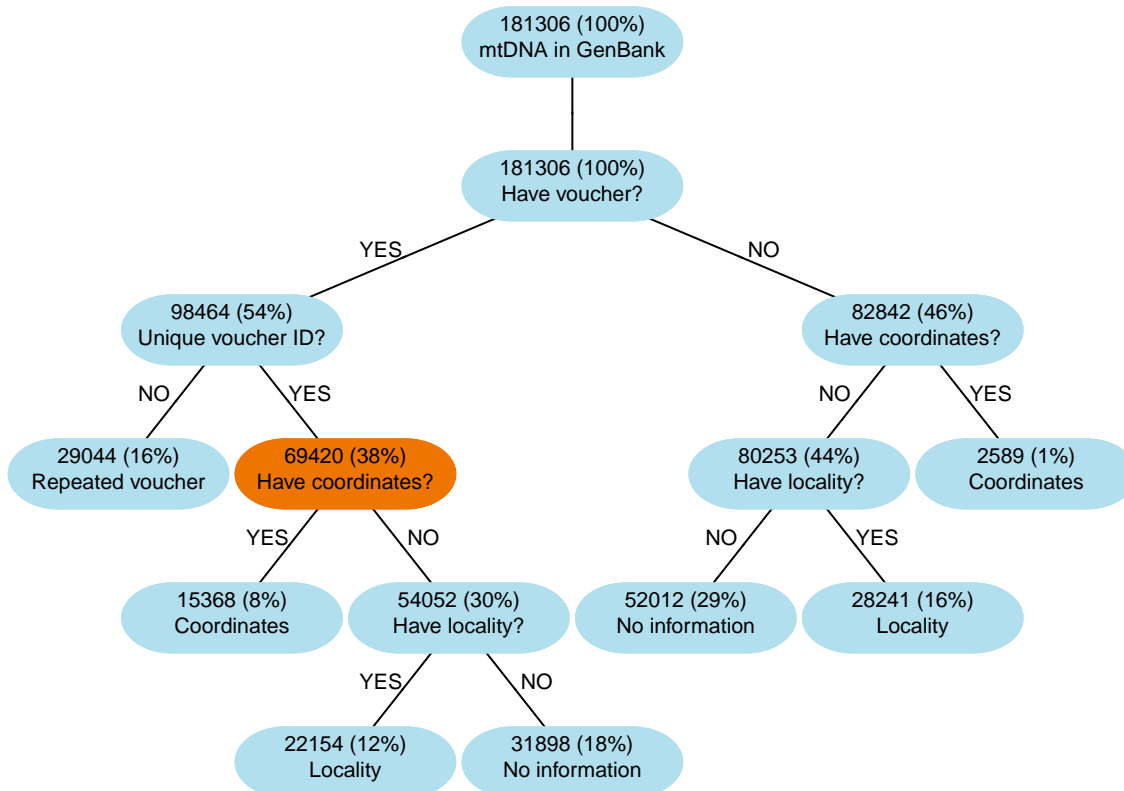 181306 (100%)
mtDNA in GenBank
181306 (100%)
Have voucher?
YES
NO
98464 (54%)
Unique voucher ID?
82842 (46%)
Have coordinates?
NO
YES
NO
YES
29044 (16%)
Repeated voucher
69420 (38%)
Have coordinates?
80253 (44%)
Have locality?
2589 (1%)
Coordinates
YES
NO
NO
YES
15368 (8%)
Coordinates
54052 (30%)
Have locality?
52012 (29%)
No information
28241 (16%)
Locality
YES
NO
22154 (12%)
Locality
31898 (18%)
No information